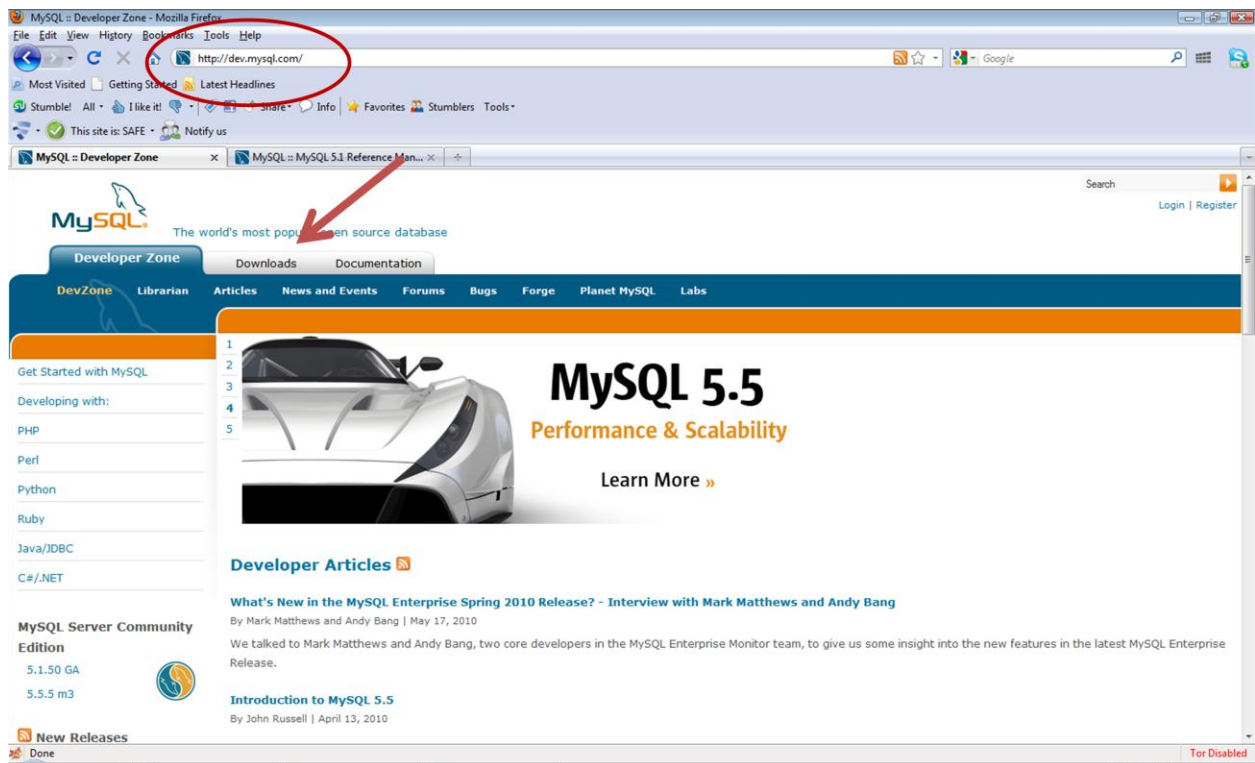 MySQL :: Developer Zone - Mozilla Firefox
File Edit View History Bookmarks Tools Help
http://dev.mysql.com/
Google
Most Visited Getting Started Latest Headlines
Stumble! All I like it! Share Info Favorites Stumblers Tools
This site is: SAFE Notify us
MySQL :: Developer Zone MySQL :: MySQL 5.1 Reference Man...
Search
Login | Register
MySQL
The world's most popular open source database
Developer Zone Downloads Documentation
DevZone Librarian Articles News and Events Forums Bugs Forge Planet MySQL Labs
1
2
3
4
5
MySQL 5.5
Performance & Scalability
Learn More »
Get Started with MySQL
Developing with:
PHP
Perl
Python
Ruby
Java/JDBC
C#/.NET
MySQL Server Community
Edition
5.1.50 GA
5.5.5 m3
New Releases
Developer Articles
What's New in the MySQL Enterprise Spring 2010 Release? - Interview with Mark Matthews and Andy Bang
By Mark Matthews and Andy Bang | May 17, 2010
We talked to Mark Matthews and Andy Bang, two core developers in the MySQL Enterprise Monitor team, to give us some insight into the new features in the latest MySQL Enterprise
Release.
Introduction to MySQL 5.5
By John Russell | April 13, 2010
Done
Tor Disabled